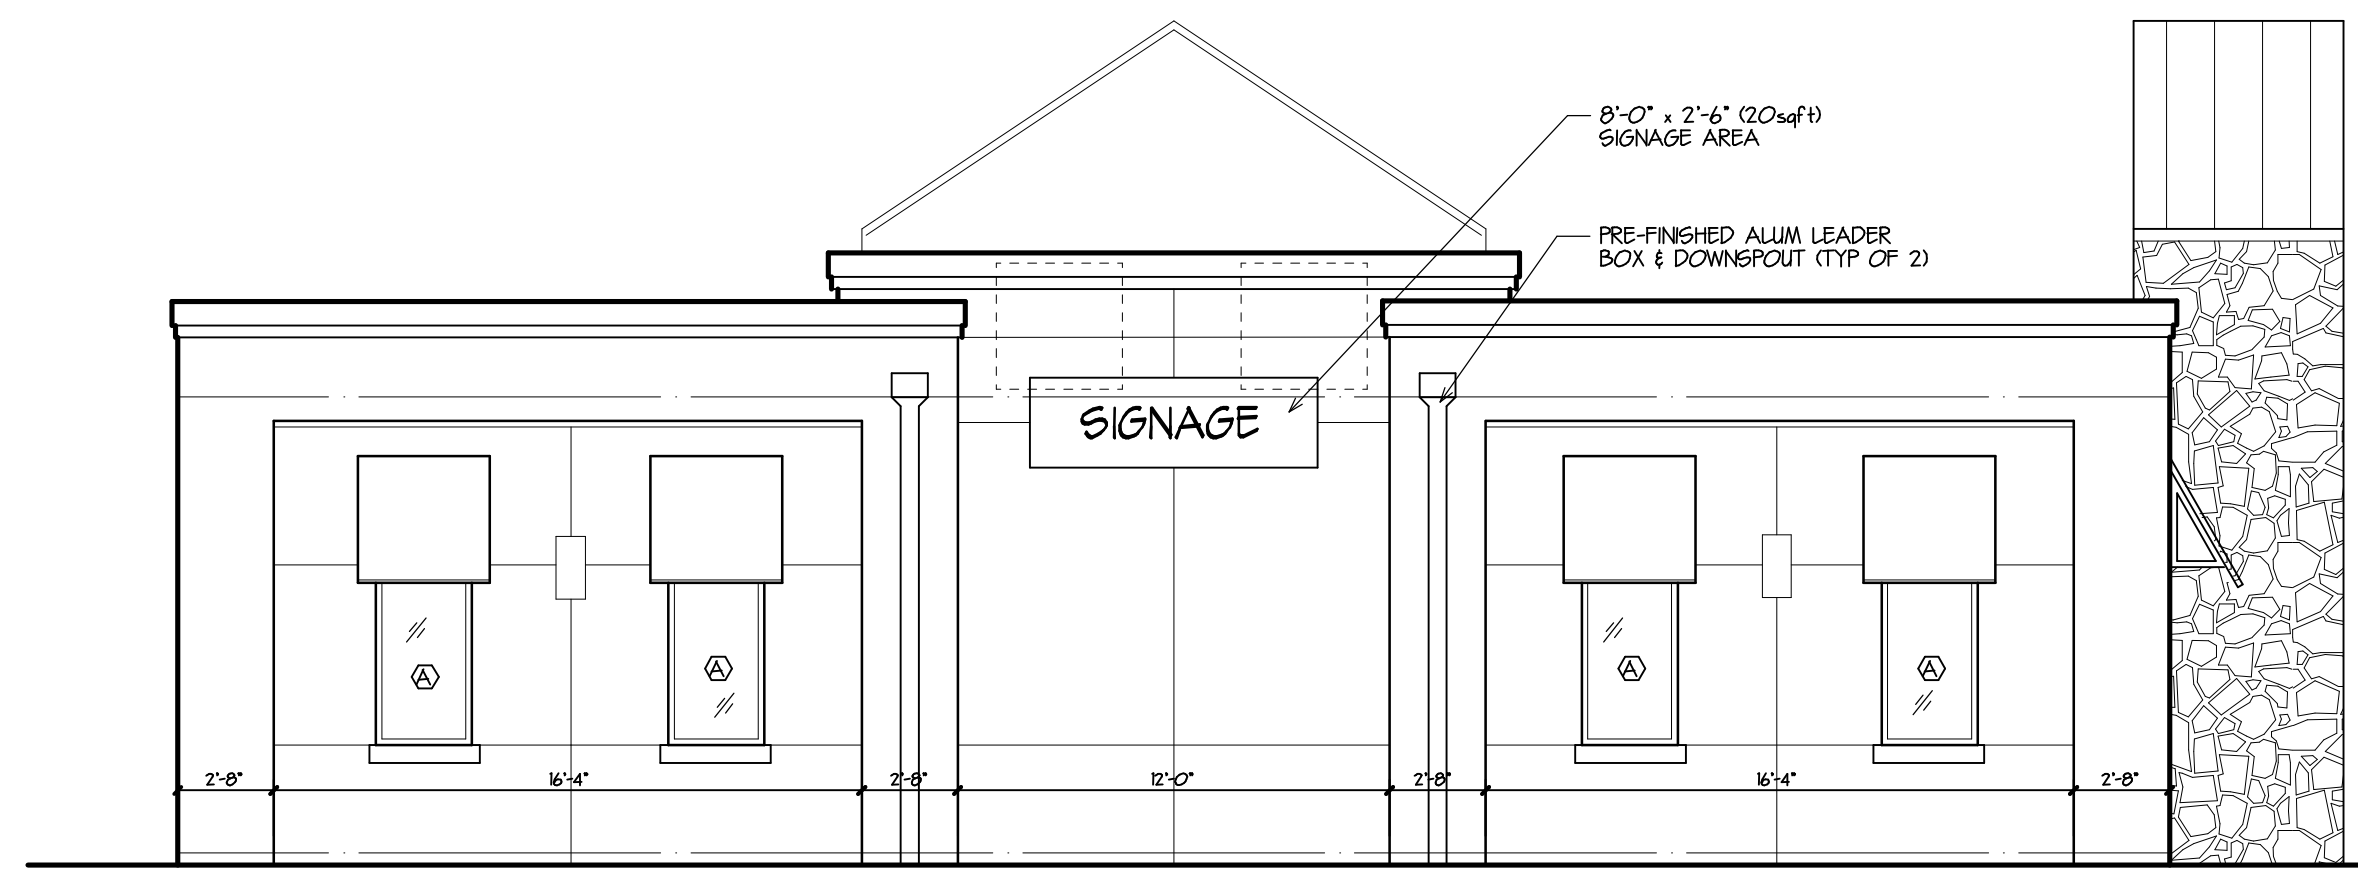 8'-0" x 2'-6" (20sqft)
SIGNAGE AREA
PRE-FINISHED ALUM LEADER
BOX & DOWNSPOUT (TYP OF 2)
SIGNAGE
A
A
A
A
2'-8"
16'-4"
2'-8"
12'-0"
2'-8"
16'-4"
2'-8"